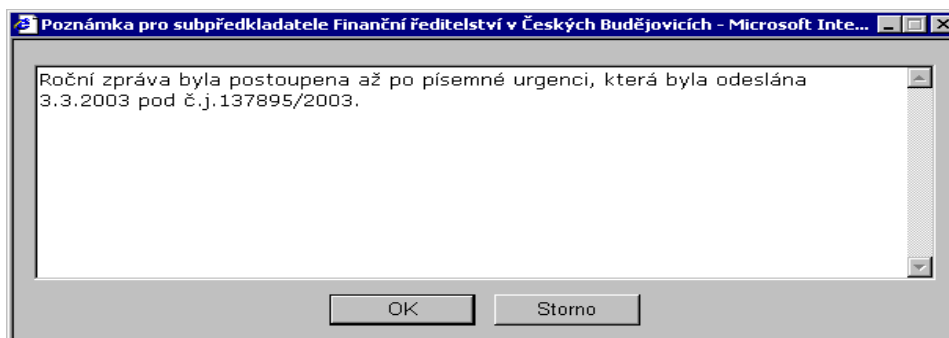 Poznámka pro subpředkladatele Finanční ředitelství v Českých Budějovicích - Microsoft Inte...
Roční zpráva byla postoupena až po písemné urgenci, která byla odeslána
3.3.2003 pod č.j.137895/2003.
OK Storno